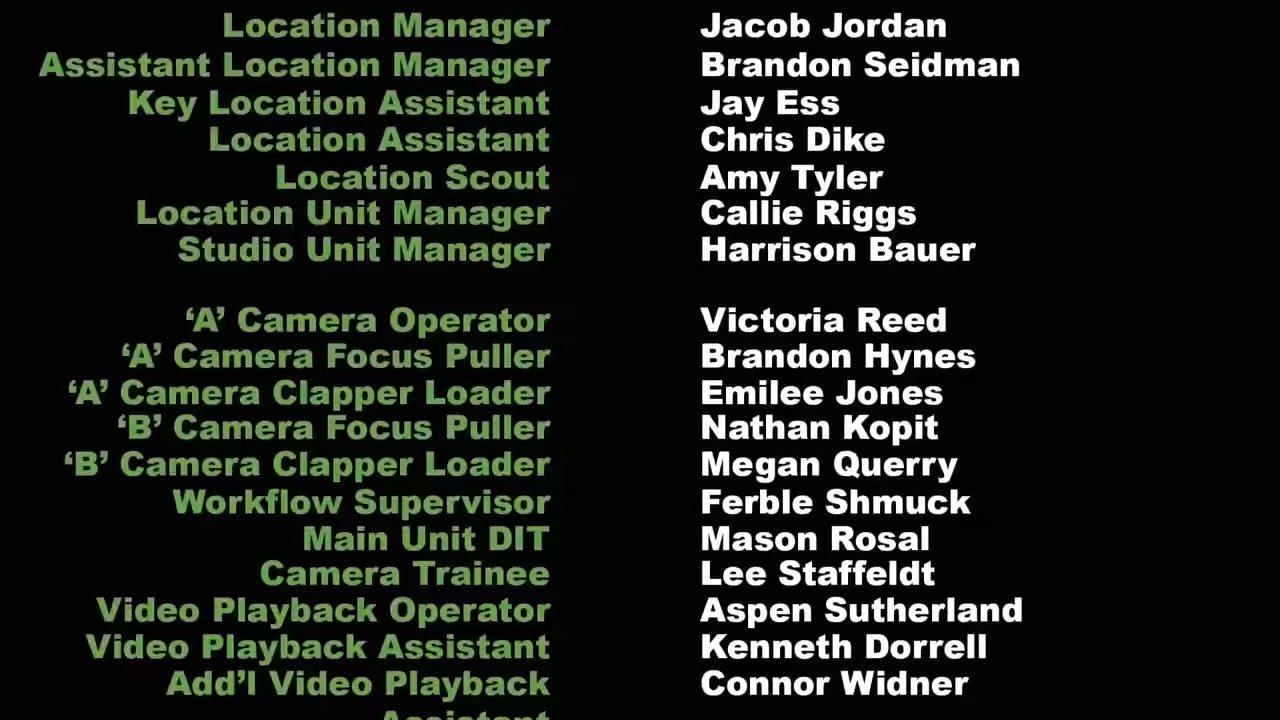 Location Manager Jacob Jordan
Assistant Location Manager Brandon Seidman
Key Location Assistant Jay Ess
Location Assistant Chris Dike
Location Scout Amy Tyler
Location Unit Manager Callie Riggs
Studio Unit Manager Harrison Bauer
‘A’ Camera Operator Victoria Reed
‘A’ Camera Focus Puller Brandon Hynes
‘A’ Camera Clapper Loader Emilee Jones
‘B’ Camera Focus Puller Nathan Kopit
‘B’ Camera Clapper Loader Megan Querry
Workflow Supervisor Ferble Shmuck
Main Unit DIT Mason Rosal
Camera Trainee Lee Staffeldt
Video Playback Operator Aspen Sutherland
Video Playback Assistant Kenneth Dorrell
Add’l Video Playback Connor Widner
Assistant